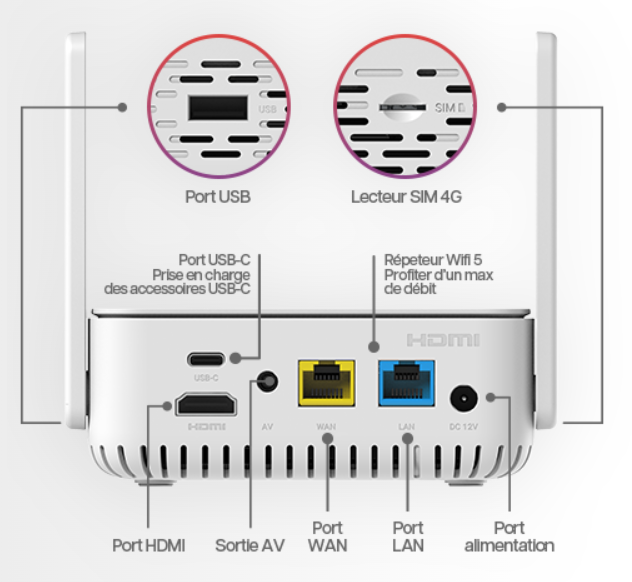 USB
SIM
Port USB
Lecteur SIM 4G
Port USB-C
Prise en charge
des accessoires USB-C
Répeteur Wifi 5
Profiter d'un max
de débit
HDMI
USB-C
HDMI
AV
WAN
LAN
DC 12V
Port HDMI
Sortie AV
Port
WAN
Port
LAN
Port
alimentation